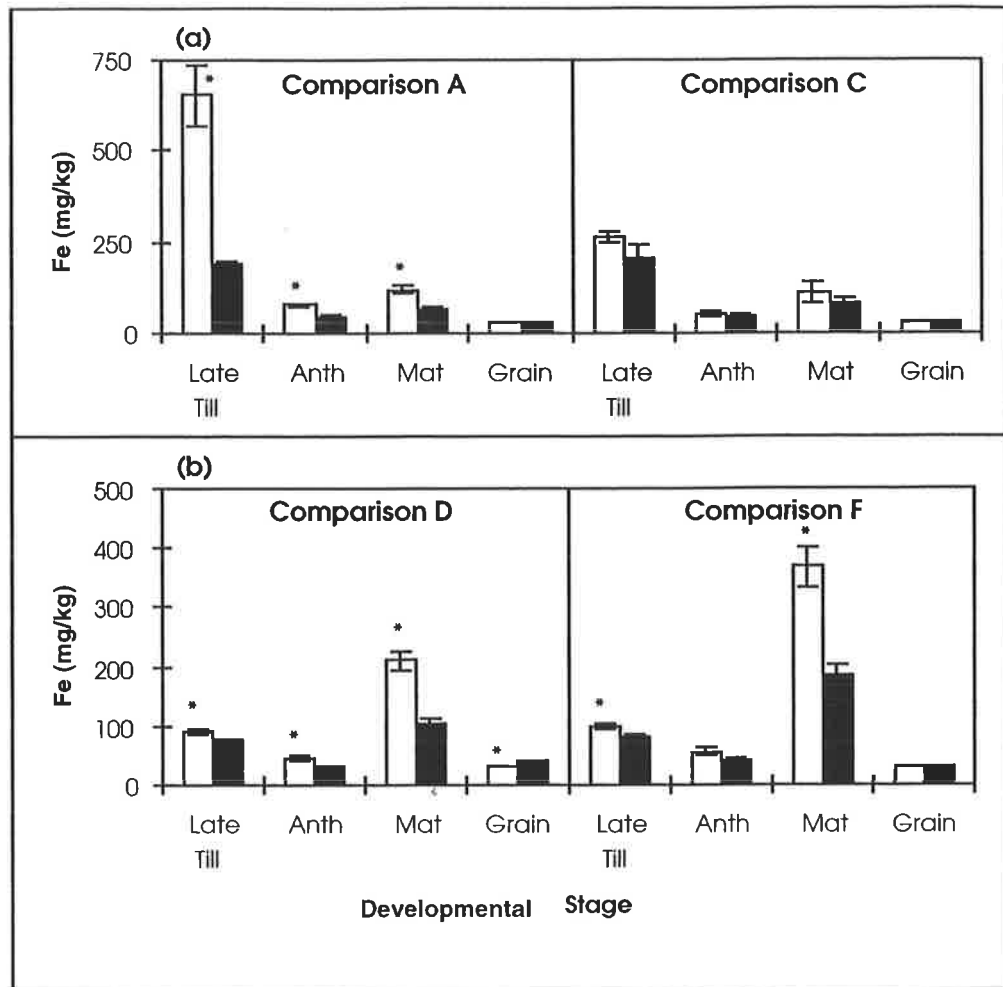 (a)
Comparison A
Comparison C
Fe (mg/kg)
750
500
250
0
*
*
*
Late
Till
Anth
Mat
Grain
Late
Till
Anth
Mat
Grain
(b)
Comparison D
Comparison F
Fe (mg/kg)
500
400
300
200
100
0
*
*
*
*
*
*
Late
Till
Anth
Mat
Grain
Late
Till
Anth
Mat
Grain
Developmental Stage